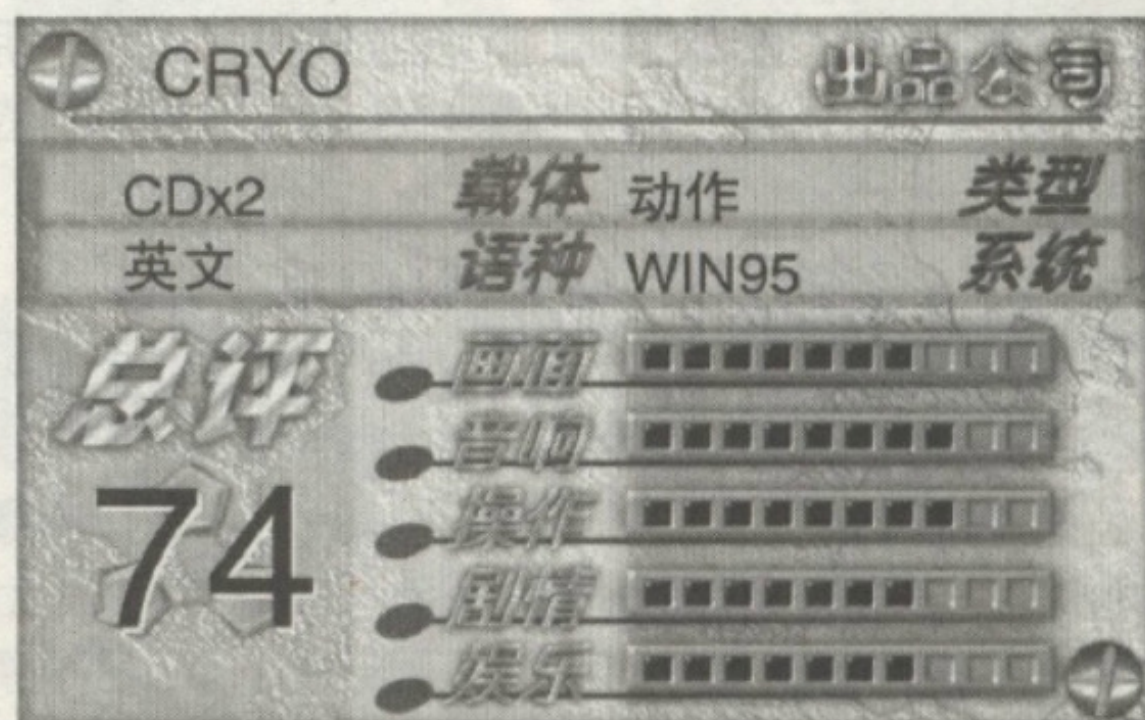 CRYO 出品公司
CDx2 载体 动作 类型
英文 语种 WIN95 系统
总评
74
画面
音响
操作
剧情
娱乐